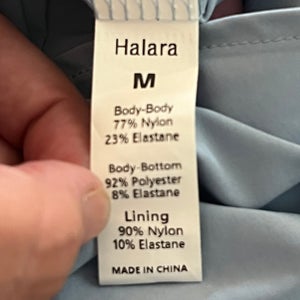 Halara
M
Body-Body
77% Nylon
23% Elastane
Body-Bottom
92% Polyester
8% Elastane
Lining
90% Nylon
10% Elastane
MADE IN CHINA